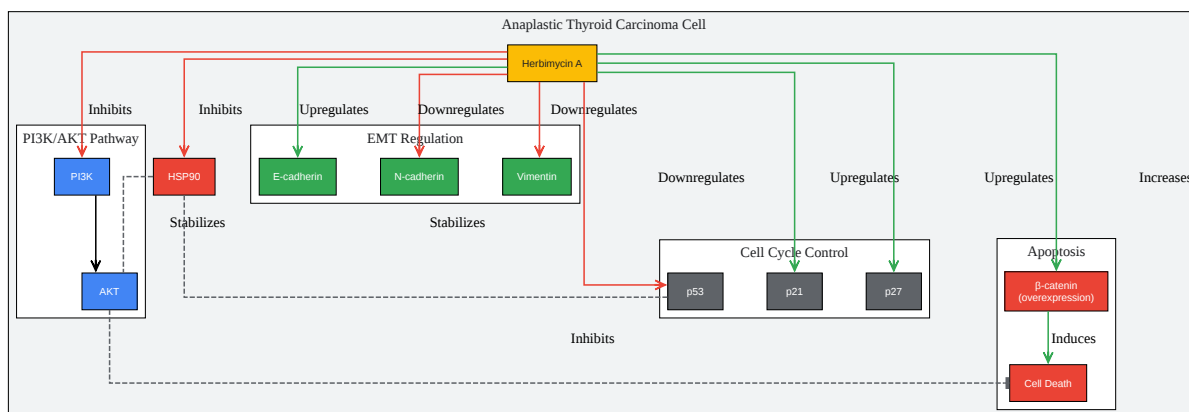 Anaplastic Thyroid Carcinoma Cell
Herbimycin A
Inhibits
Inhibits
Upregulates
Downregulates
Downregulates
PI3K/AKT Pathway
EMT Regulation
PI3K
HSP90
E-cadherin
N-cadherin
Vimentin
Downregulates
Upregulates
Upregulates
Increases
Stabilizes
Stabilizes
Cell Cycle Control
Apoptosis
AKT
p53
p21
p27
β-catenin
(overexpression)
Inhibits
Induces
Cell Death